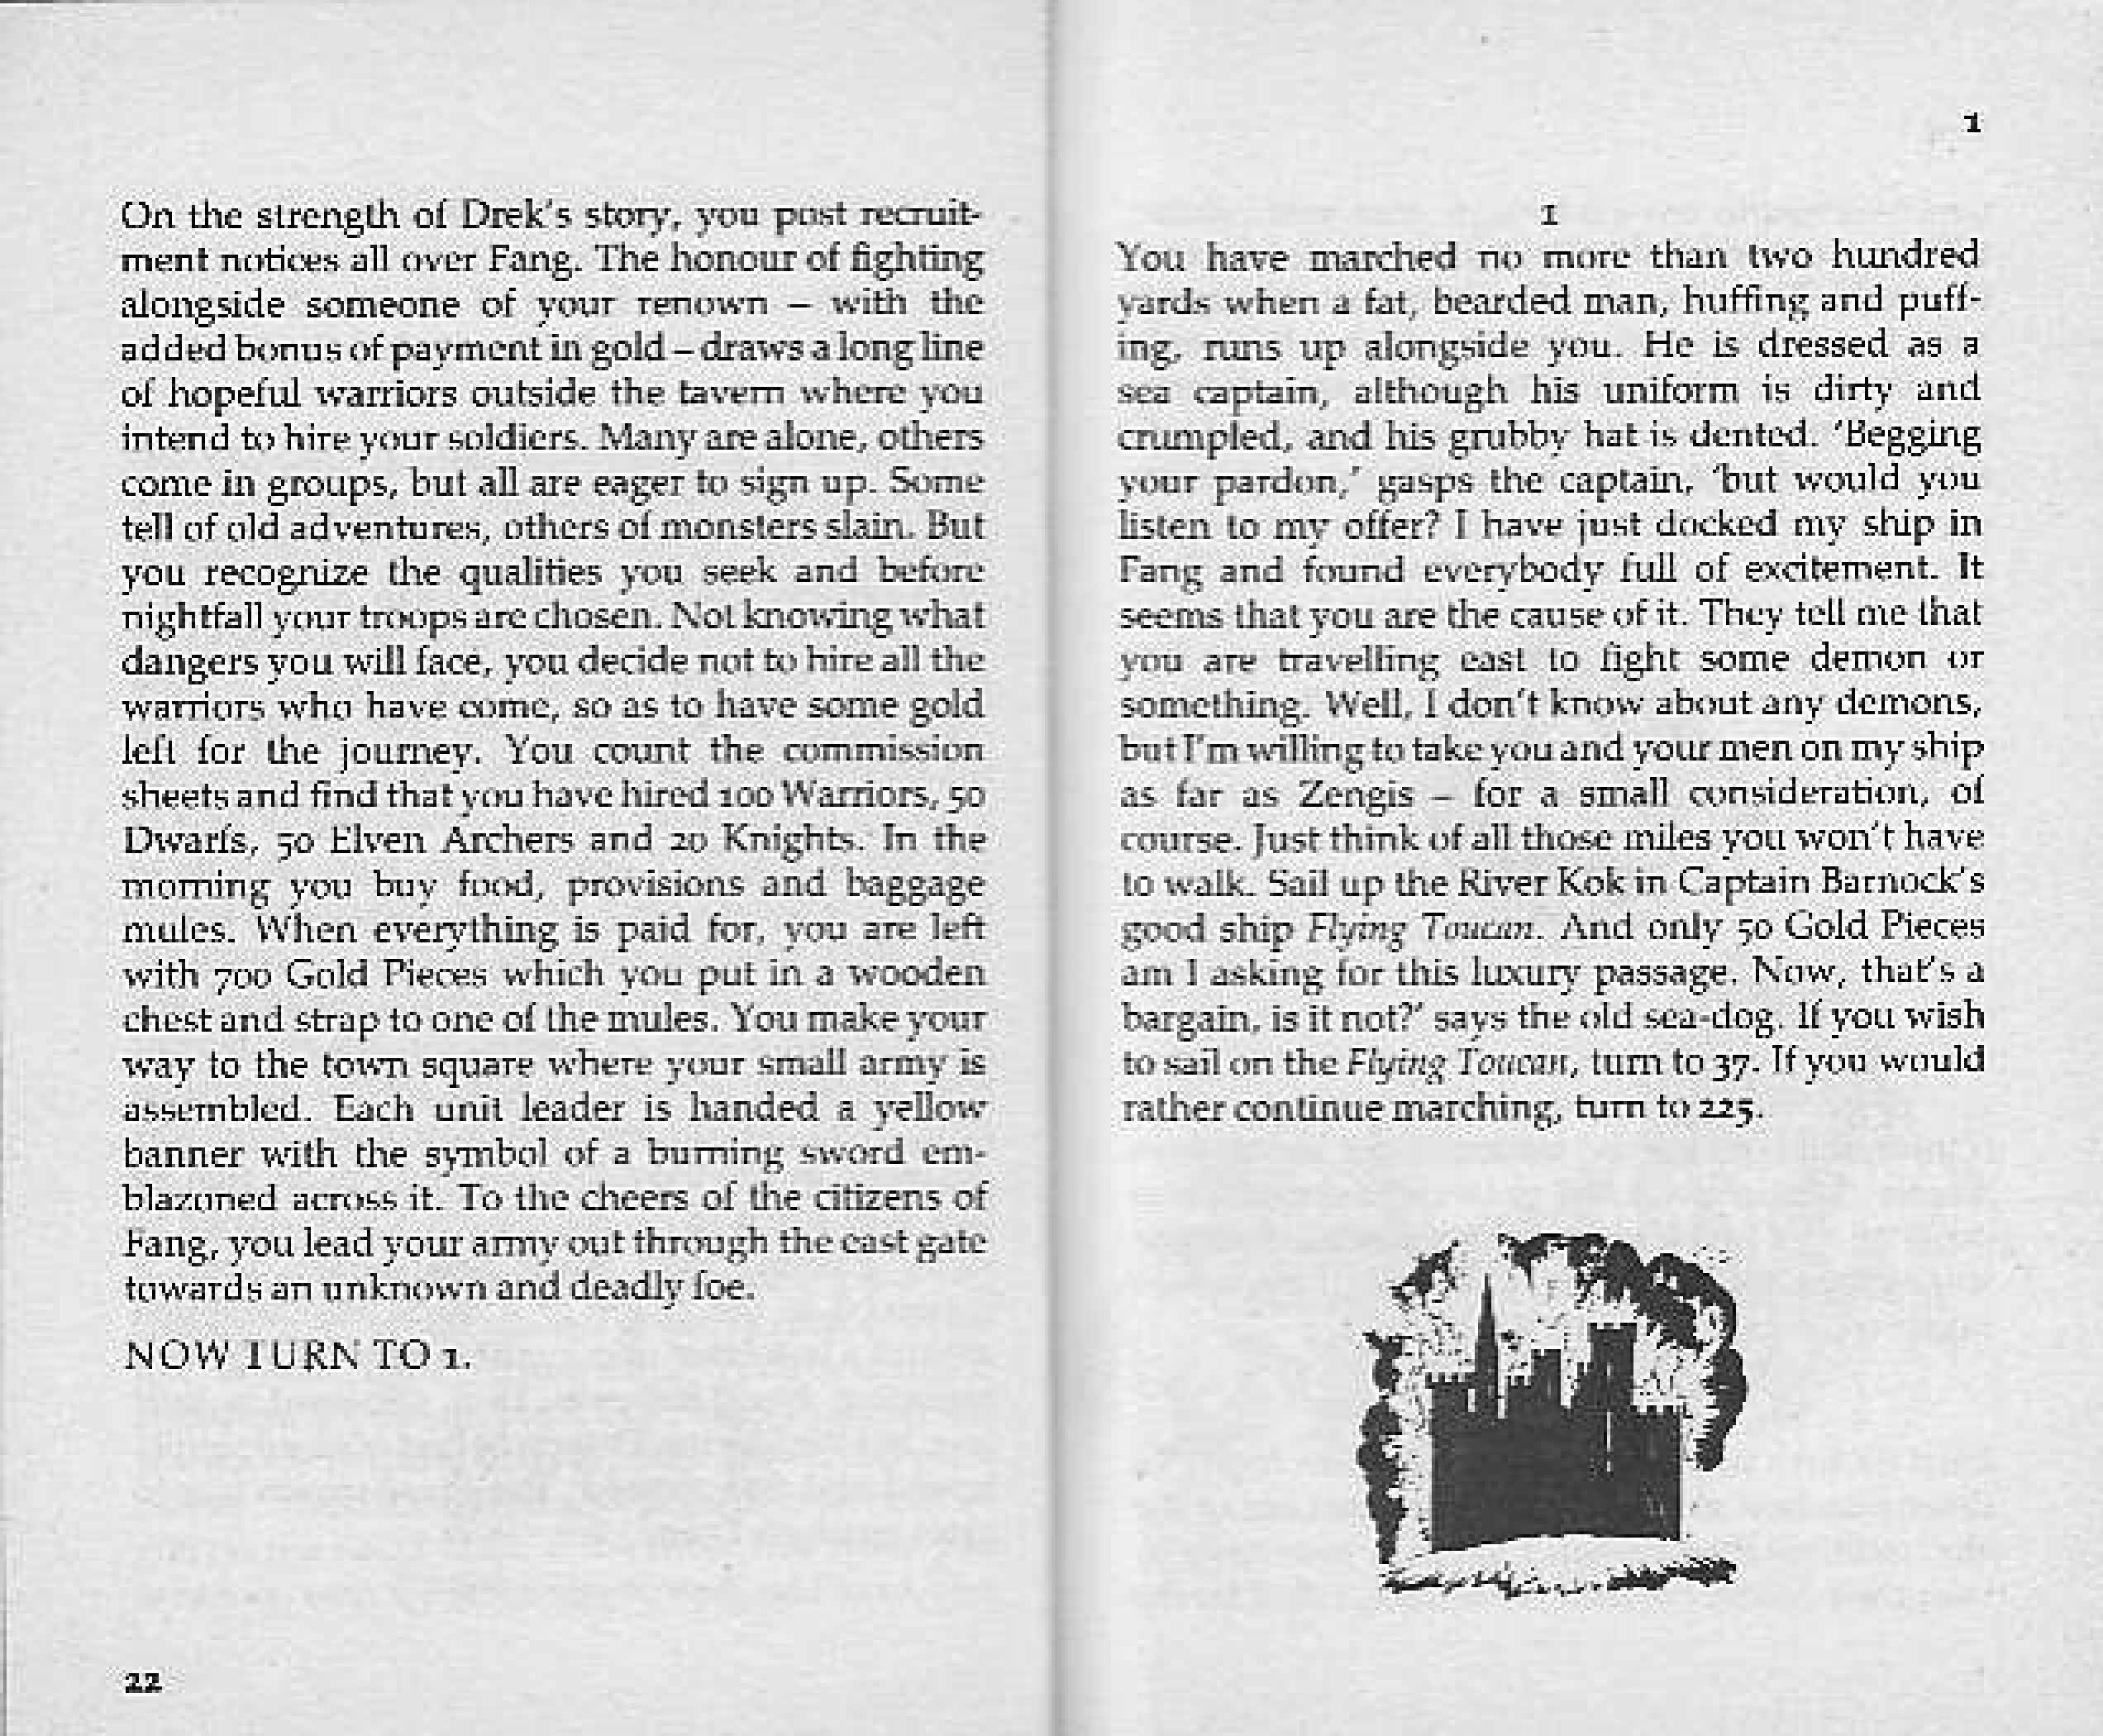 On the strength of Drek's story, you post recruit-
ment notices all over Fang. The honour of fighting
alongside someone of your renown – with the
added bonus of payment in gold – draws a long line
of hopeful warriors outside the tavern where you
intend to hire your soldiers. Many are alone, others
come in groups, but all are eager to sign up. Some
tell of old adventures, others of monsters slain. But
you recognize the qualities you seek and before
nightfall your troops are chosen. Not knowing what
dangers you will face, you decide not to hire all the
warriors who have come, so as to have some gold
left for the journey. You count the commission
sheets and find that you have hired 100 Warriors, 50
Dwarfs, 50 Elven Archers and 20 Knights. In the
morning you buy food, provisions and baggage
mules. When everything is paid for, you are left
with 700 Gold Pieces which you put in a wooden
chest and strap to one of the mules. You make your
way to the town square where your small army is
assembled. Each unit leader is handed a yellow
banner with the symbol of a burning sword em-
blazoned across it. To the cheers of the citizens of
Fang, you lead your army out through the east gate
towards an unknown and deadly foe.
NOW TURN TO 1.
22
1
1
You have marched no more than two hundred
yards when a fat, bearded man, huffing and puff-
ing, runs up alongside you. He is dressed as a
sea captain, although his uniform is dirty and
crumpled, and his grubby hat is dented. 'Begging
your pardon,' gasps the captain, 'but would you
listen to my offer? I have just docked my ship in
Fang and found everybody full of excitement. It
seems that you are the cause of it. They tell me that
you are travelling east to fight some demon or
something. Well, I don't know about any demons,
but I'm willing to take you and your men on my ship
as far as Zengis – for a small consideration, of
course. Just think of all those miles you won't have
to walk. Sail up the River Kok in Captain Barnock's
good ship Flying Toucan. And only 50 Gold Pieces
am I asking for this luxury passage. Now, that's a
bargain, is it not?' says the old sea-dog. If you wish
to sail on the Flying Toucan, turn to 37. If you would
rather continue marching, turn to 225.